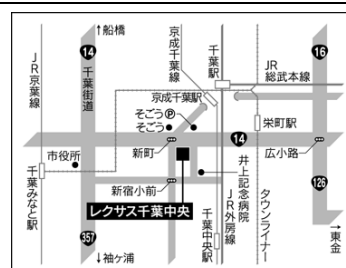 ↑船橋
京成千葉線
千葉駅
14
16
JR京葉線
千葉街道
JR
総武本線
京成千葉駅
そごうⓅ
そごう
栄町駅
14
市役所
新町
広小路
千葉みなと駅
新宿小前
井上記念病院
JR外房線
タウンライナー
126
レクサス千葉中央
千葉中央駅
357
↓袖ヶ浦
→東金